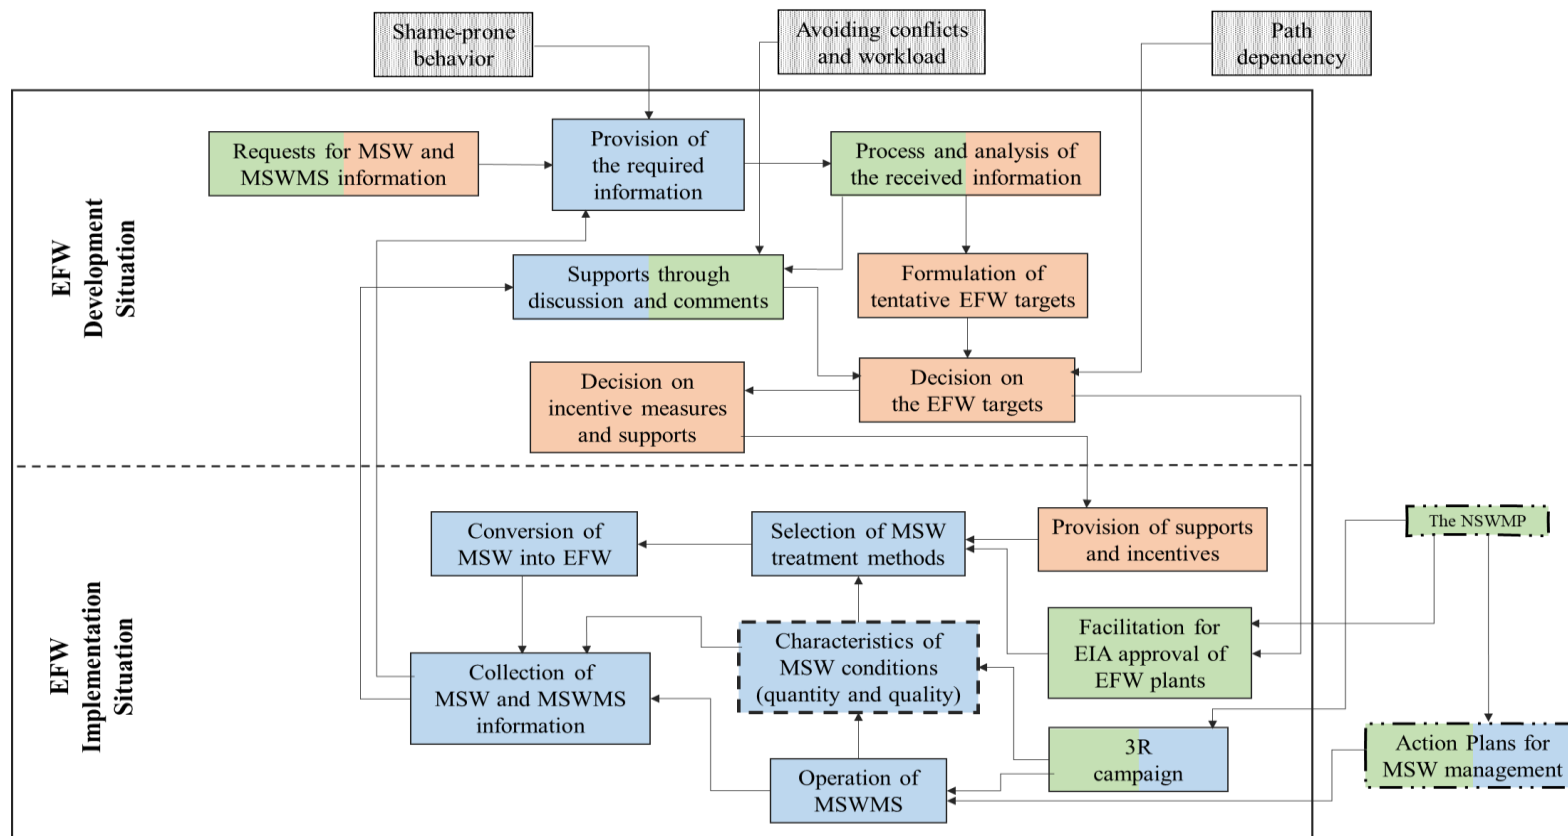 Shame-prone
behavior
Avoiding conflicts
and workload
Path
dependency
EFW
Development
Situation
Requests for MSW and
MSWMS information
Provision of
the required
information
Process and analysis of
the received information
Supports through
discussion and comments
Formulation of
tentative EFW targets
Decision on
incentive measures
and supports
Decision on
the EFW targets
EFW
Implementation
Situation
Conversion of
MSW into EFW
Selection of MSW
treatment methods
Provision of supports
and incentives
The NSWMP
Collection of
MSW and MSWMS
information
Characteristics of
MSW conditions
(quantity and quality)
Facilitation for
EIA approval of
EFW plants
Operation of
MSWMS
3R
campaign
Action Plans for
MSW management